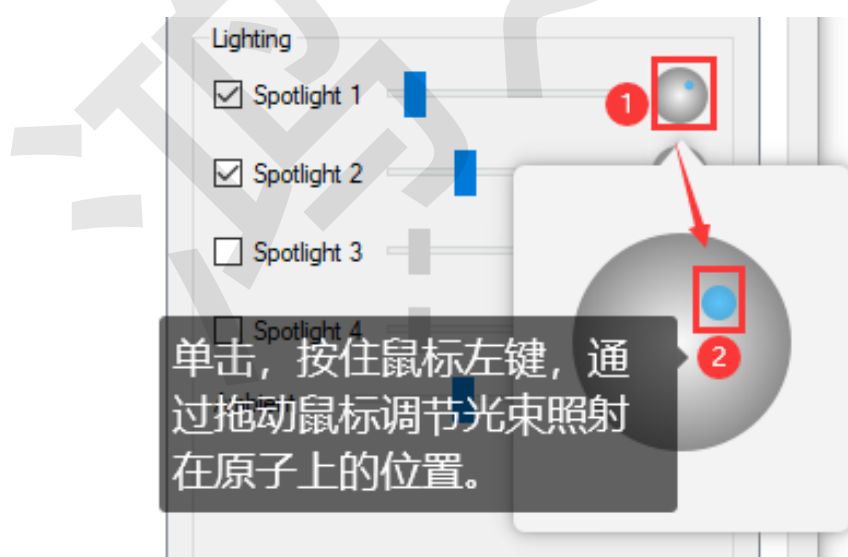 Lighting
Spotlight 1
1
Spotlight 2
Spotlight 3
Spotlight 4
2
单击，按住鼠标左键，通
过拖动鼠标调节光束照射
在原子上的位置。